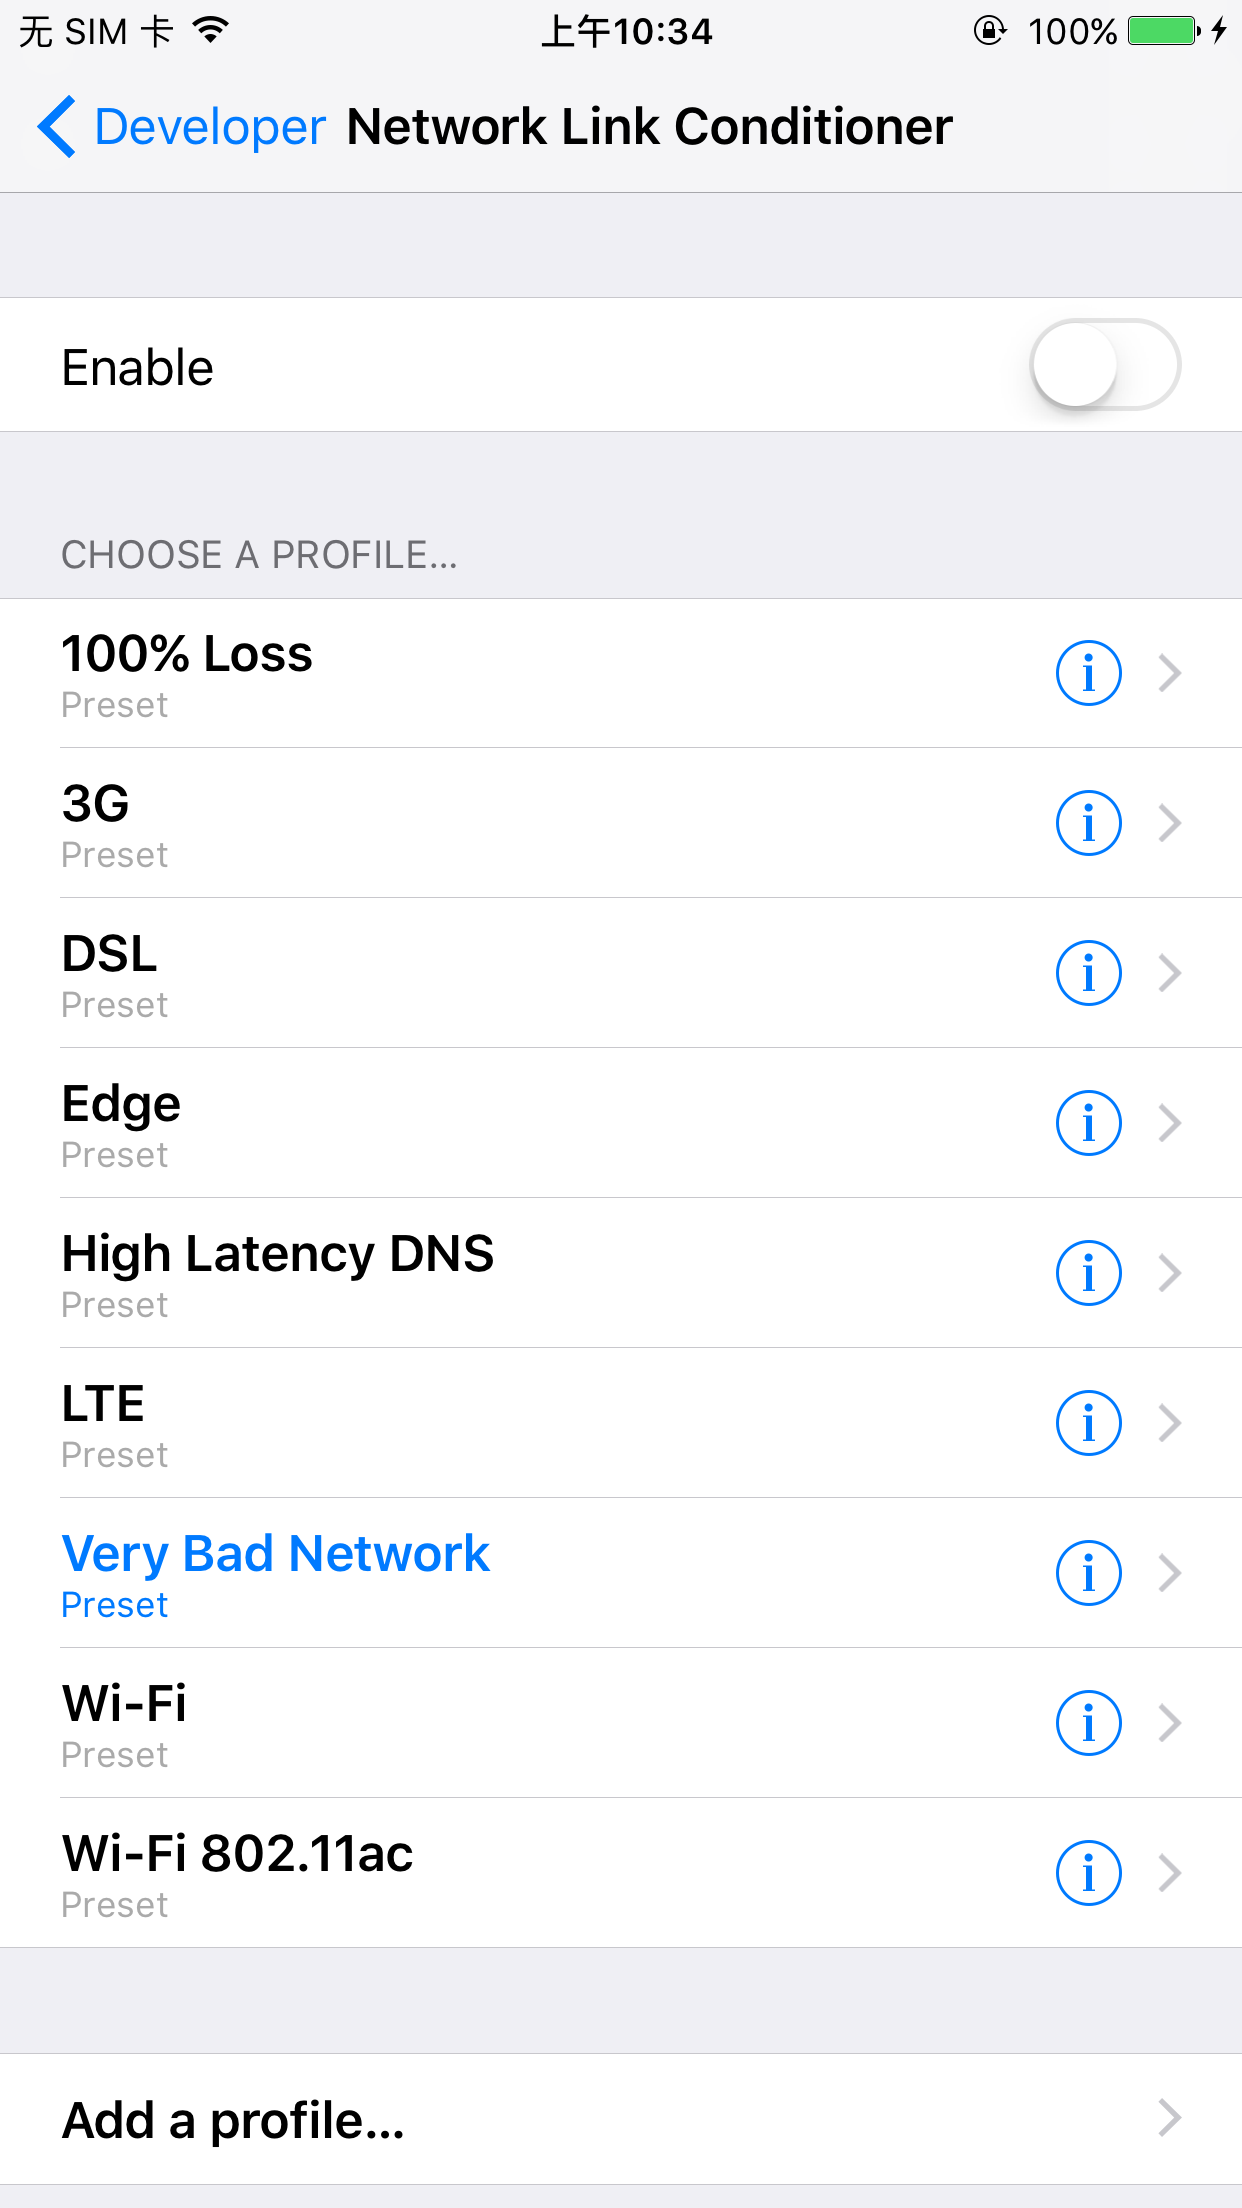 无 SIM 卡 上午10:34 100%
Developer Network Link Conditioner
Enable
CHOOSE A PROFILE...
100% Loss
Preset
3G
Preset
DSL
Preset
Edge
Preset
High Latency DNS
Preset
LTE
Preset
Very Bad Network
Preset
Wi-Fi
Preset
Wi-Fi 802.11ac
Preset
Add a profile...